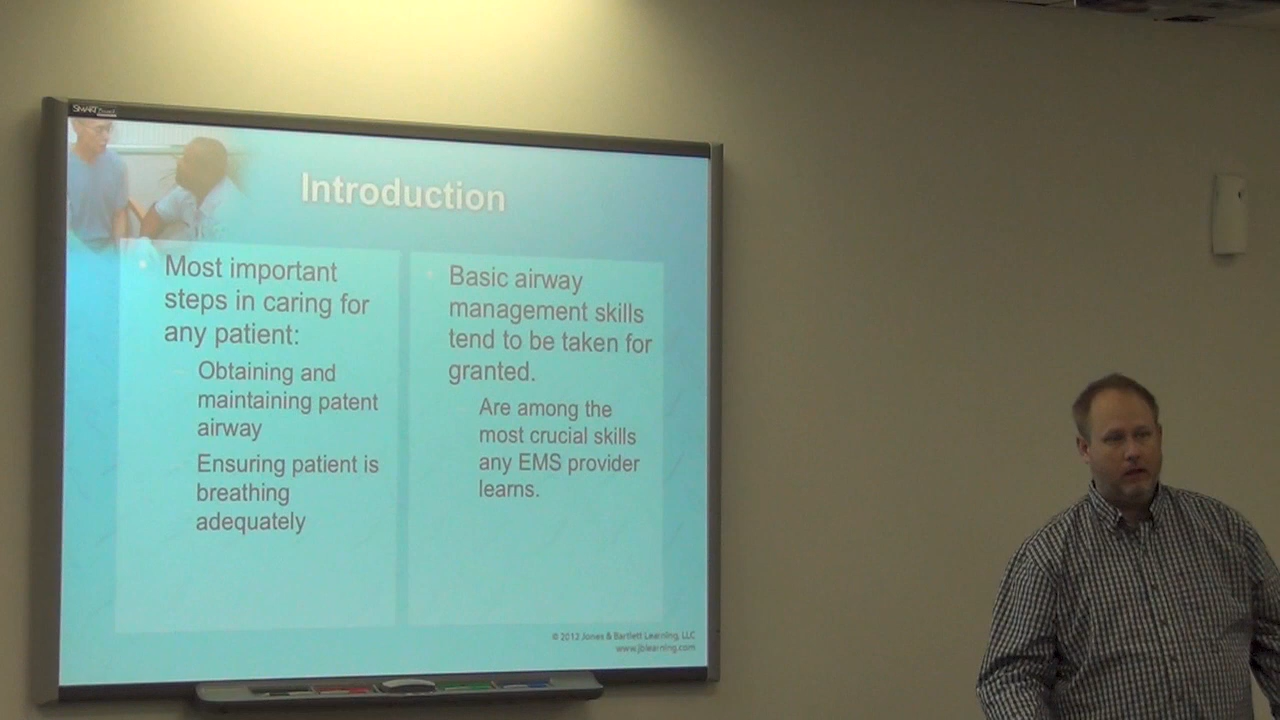 SMART Board
Introduction
Most important
steps in caring for
any patient:
Obtaining and
maintaining patent
airway
Ensuring patient is
breathing
adequately
Basic airway
management skills
tend to be taken for
granted.
Are among the
most crucial skills
any EMS provider
learns.
© 2012 Jones & Bartlett Learning, LLC
www.jblearning.com